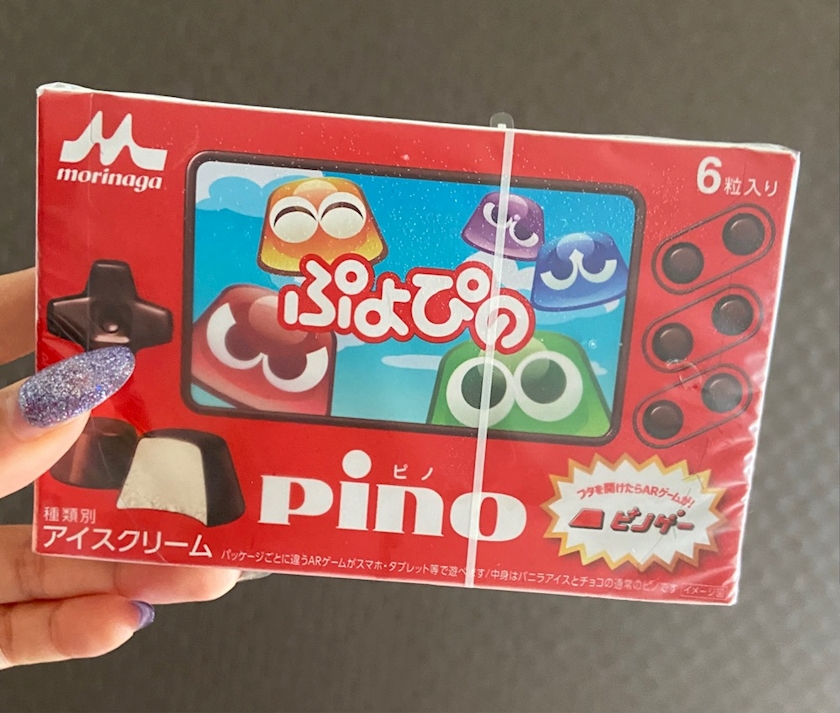 morinaga
6粒入り
ぷよぴの
ピノ
pino
種類別
アイスクリーム
フタを開けたらARゲームが!
ピノゲー
パッケージごとに違うARゲームがスマホ・タブレット等で遊べます/中身はバニラアイスとチョコの通常のピノです イメージ図